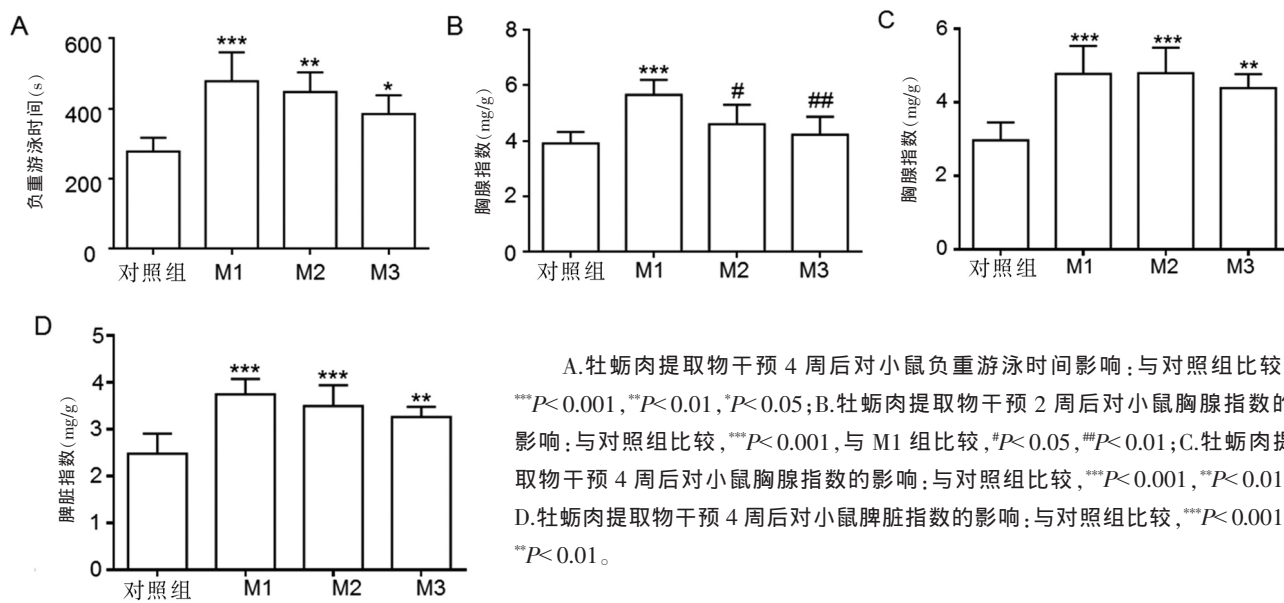 A
负重游泳时间(s)
600
400
200
0
***
**
*
对照组 M1 M2 M3
B
胸腺指数(mg/g)
8
6
4
2
0
***
#
##
对照组 M1 M2 M3
C
胸腺指数(mg/g)
6
4
2
0
***
***
**
对照组 M1 M2 M3
D
脾脏指数(mg/g)
5
4
3
2
1
0
***
***
**
对照组 M1 M2 M3
A.牡蛎肉提取物干预 4 周后对小鼠负重游泳时间影响:与对照组比较
***P<0.001,**P<0.01,*P<0.05;B.牡蛎肉提取物干预 2 周后对小鼠胸腺指数的
影响:与对照组比较,***P<0.001,与 M1 组比较,#P<0.05,##P<0.01;C.牡蛎肉提
取物干预 4 周后对小鼠胸腺指数的影响:与对照组比较,***P<0.001,**P<0.01
D.牡蛎肉提取物干预 4 周后对小鼠脾脏指数的影响:与对照组比较,***P<0.001
**P<0.01。